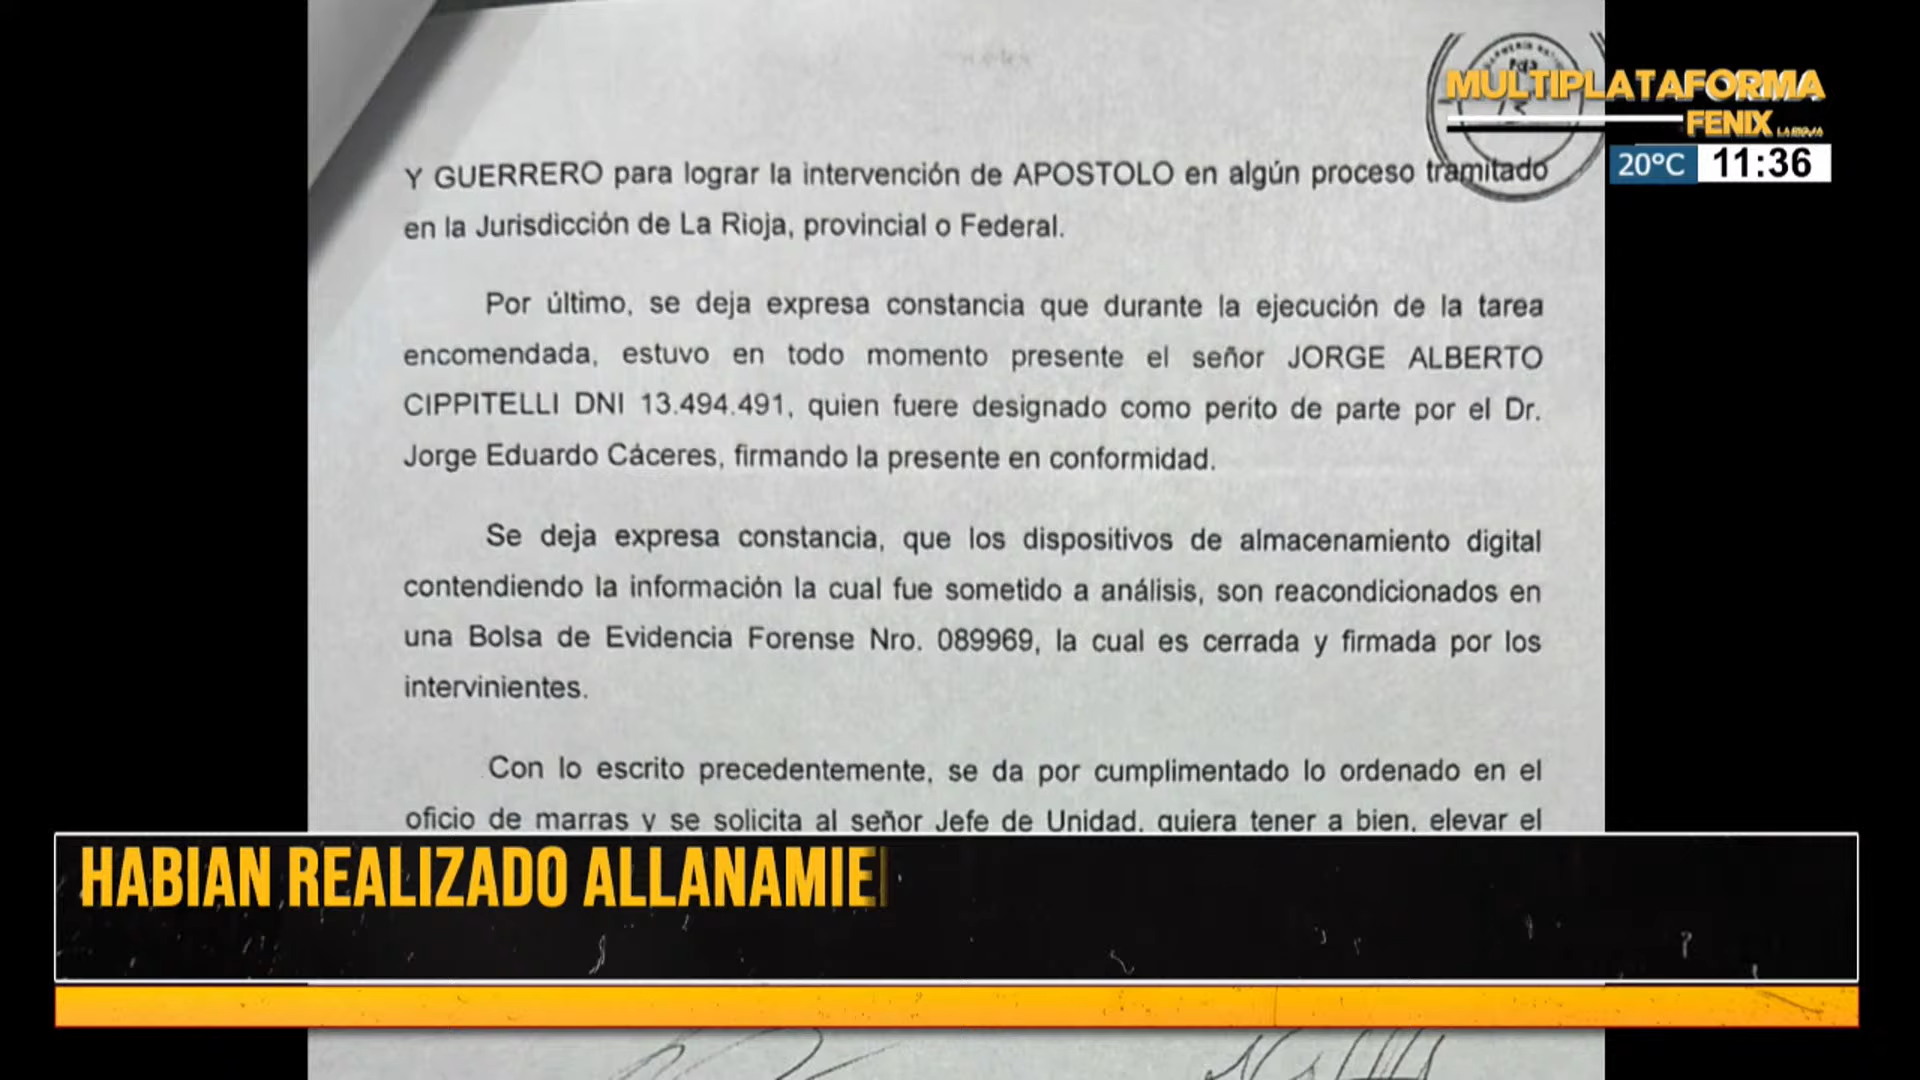 MULTIPLATAFORMA
FENIX LA RIOJA
20°C 11:36
Y GUERRERO para lograr la intervención de APOSTOLO en algún proceso tramitado
en la Jurisdicción de La Rioja, provincial o Federal.
Por último, se deja expresa constancia que durante la ejecución de la tarea
encomendada, estuvo en todo momento presente el señor JORGE ALBERTO
CIPPITELLI DNI 13.494.491, quien fuere designado como perito de parte por el Dr.
Jorge Eduardo Cáceres, firmando la presente en conformidad.
Se deja expresa constancia, que los dispositivos de almacenamiento digital
contendiendo la información la cual fue sometido a análisis, son reacondicionados en
una Bolsa de Evidencia Forense Nro. 089969, la cual es cerrada y firmada por los
intervinientes.
Con lo escrito precedentemente, se da por cumplimentado lo ordenado en el
oficio de marras y se solicita al señor Jefe de Unidad, quiera tener a bien, elevar el
HABIAN REALIZADO ALLANAMIE